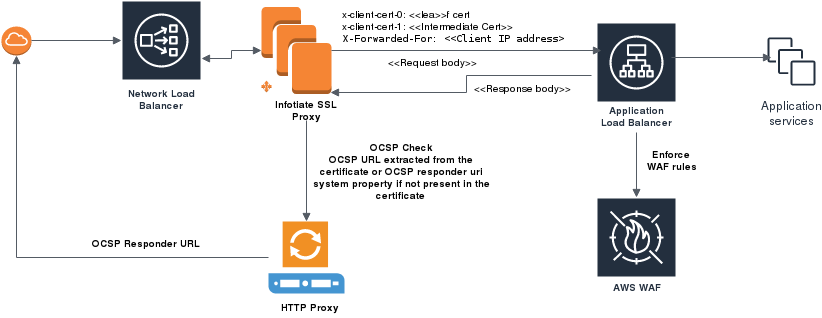 x-client-cert-0: <<lea>>f cert
x-client-cert-1: <<Intermediate Cert>>
X-Forwarded-For: <<Client IP address>>
<<Request body>>
<<Response body>>
Network Load
Balancer
Infotiate SSL
Proxy
Application
Load Balancer
Application
services
OCSP Check
OCSP URL extracted from the
certificate or OCSP responder uri
system property if not present in the
certificate
Enforce
WAF rules
OCSP Responder URL
HTTP Proxy
AWS WAF